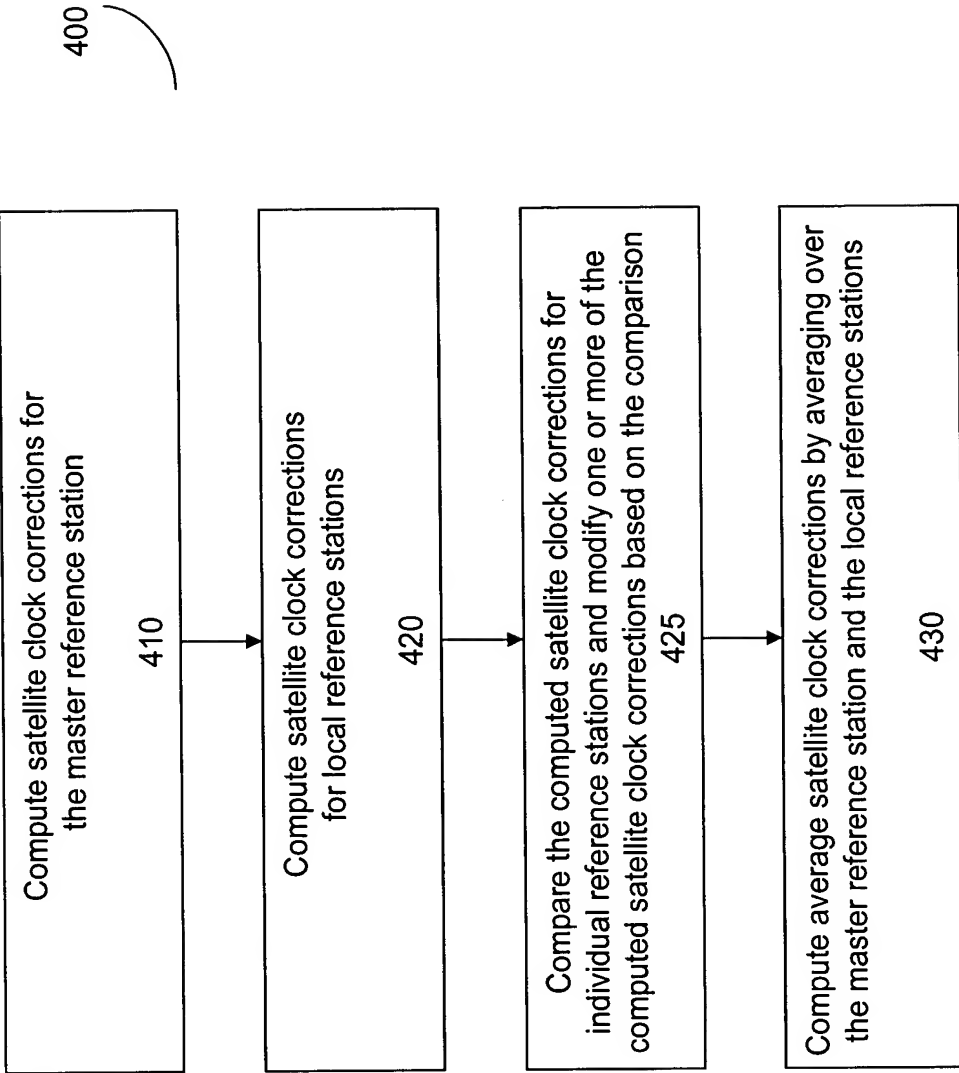 400
Compute satellite clock corrections for
the master reference station
410
Compute satellite clock corrections
for local reference stations
420
Compare the computed satellite clock corrections for
individual reference stations and modify one or more of the
computed satellite clock corrections based on the comparison
425
Compute average satellite clock corrections by averaging over
the master reference station and the local reference stations
430